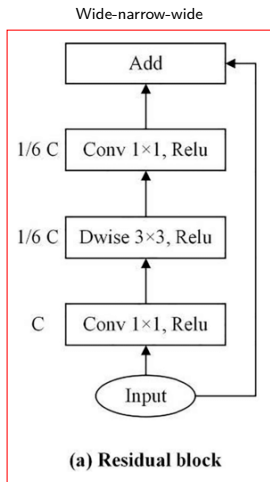 Wide-narrow-wide
Add
1/6 C Conv 1×1, Relu
1/6 C Dwise 3×3, Relu
C Conv 1×1, Relu
Input
(a) Residual block